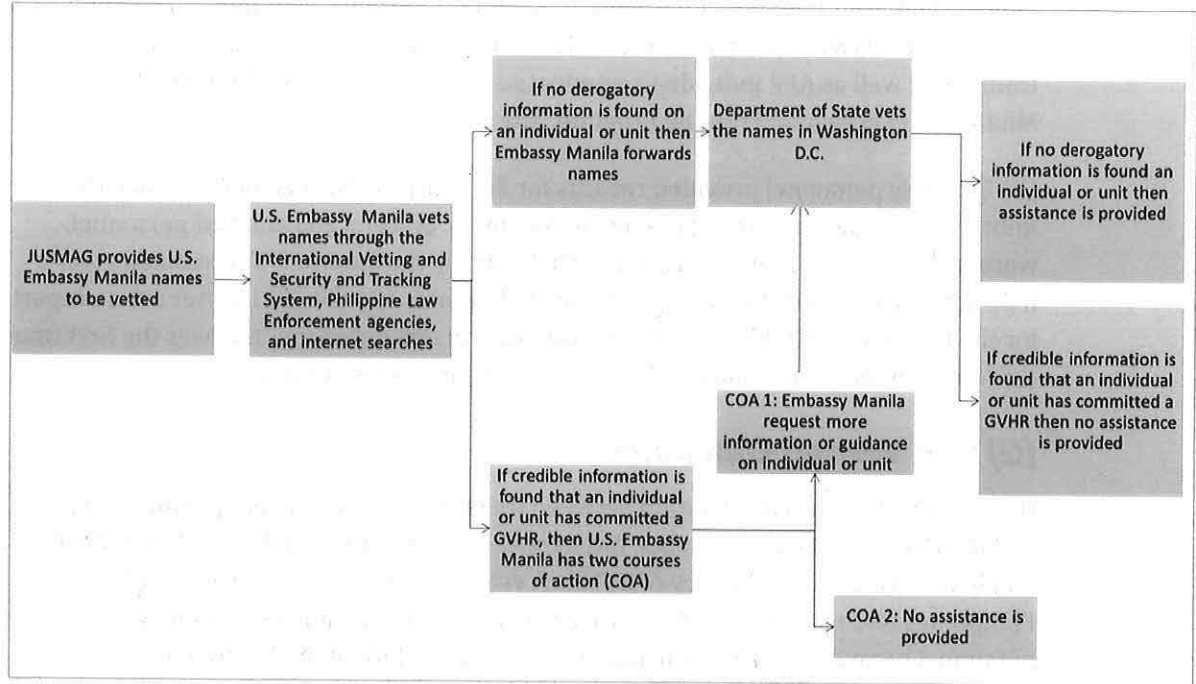 JUSMAG provides U.S.
Embassy Manila names
to be vetted
U.S. Embassy Manila vets
names through the
International Vetting and
Security and Tracking
System, Philippine Law
Enforcement agencies,
and internet searches
If no derogatory
information is found on
an individual or unit then
Embassy Manila forwards
names
Department of State vets
the names in Washington
D.C.
If no derogatory
information is found an
individual or unit then
assistance is provided
If credible information is
found that an individual
or unit has committed a
GVHR then no assistance
is provided
If credible information is
found that an individual
or unit has committed a
GVHR, then U.S. Embassy
Manila has two courses
of action (COA)
COA 1: Embassy Manila
request more
information or guidance
on individual or unit
COA 2: No assistance is
provided